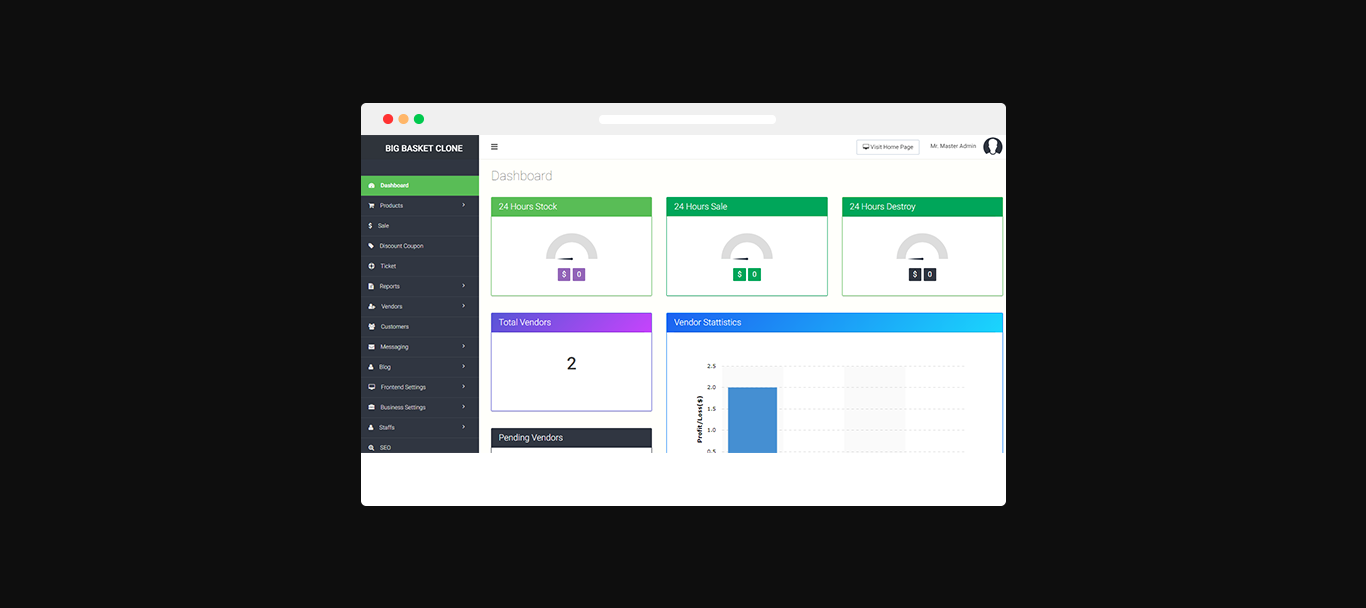 BIG BASKET CLONE
Visit Home Page
Mr. Master Admin
Dashboard
Dashboard
Products
Sale
Discount Coupon
Ticket
Reports
Vendors
Customers
Messaging
Blog
Frontend Settings
Business Settings
Staffs
SEO
24 Hours Stock
24 Hours Sale
24 Hours Destroy
$ 0
$ 0
$ 0
Total Vendors
2
Vendor Stattistics
Profit/Loss($)
2.5
2.0
1.5
1.0
0.5
Pending Vendors